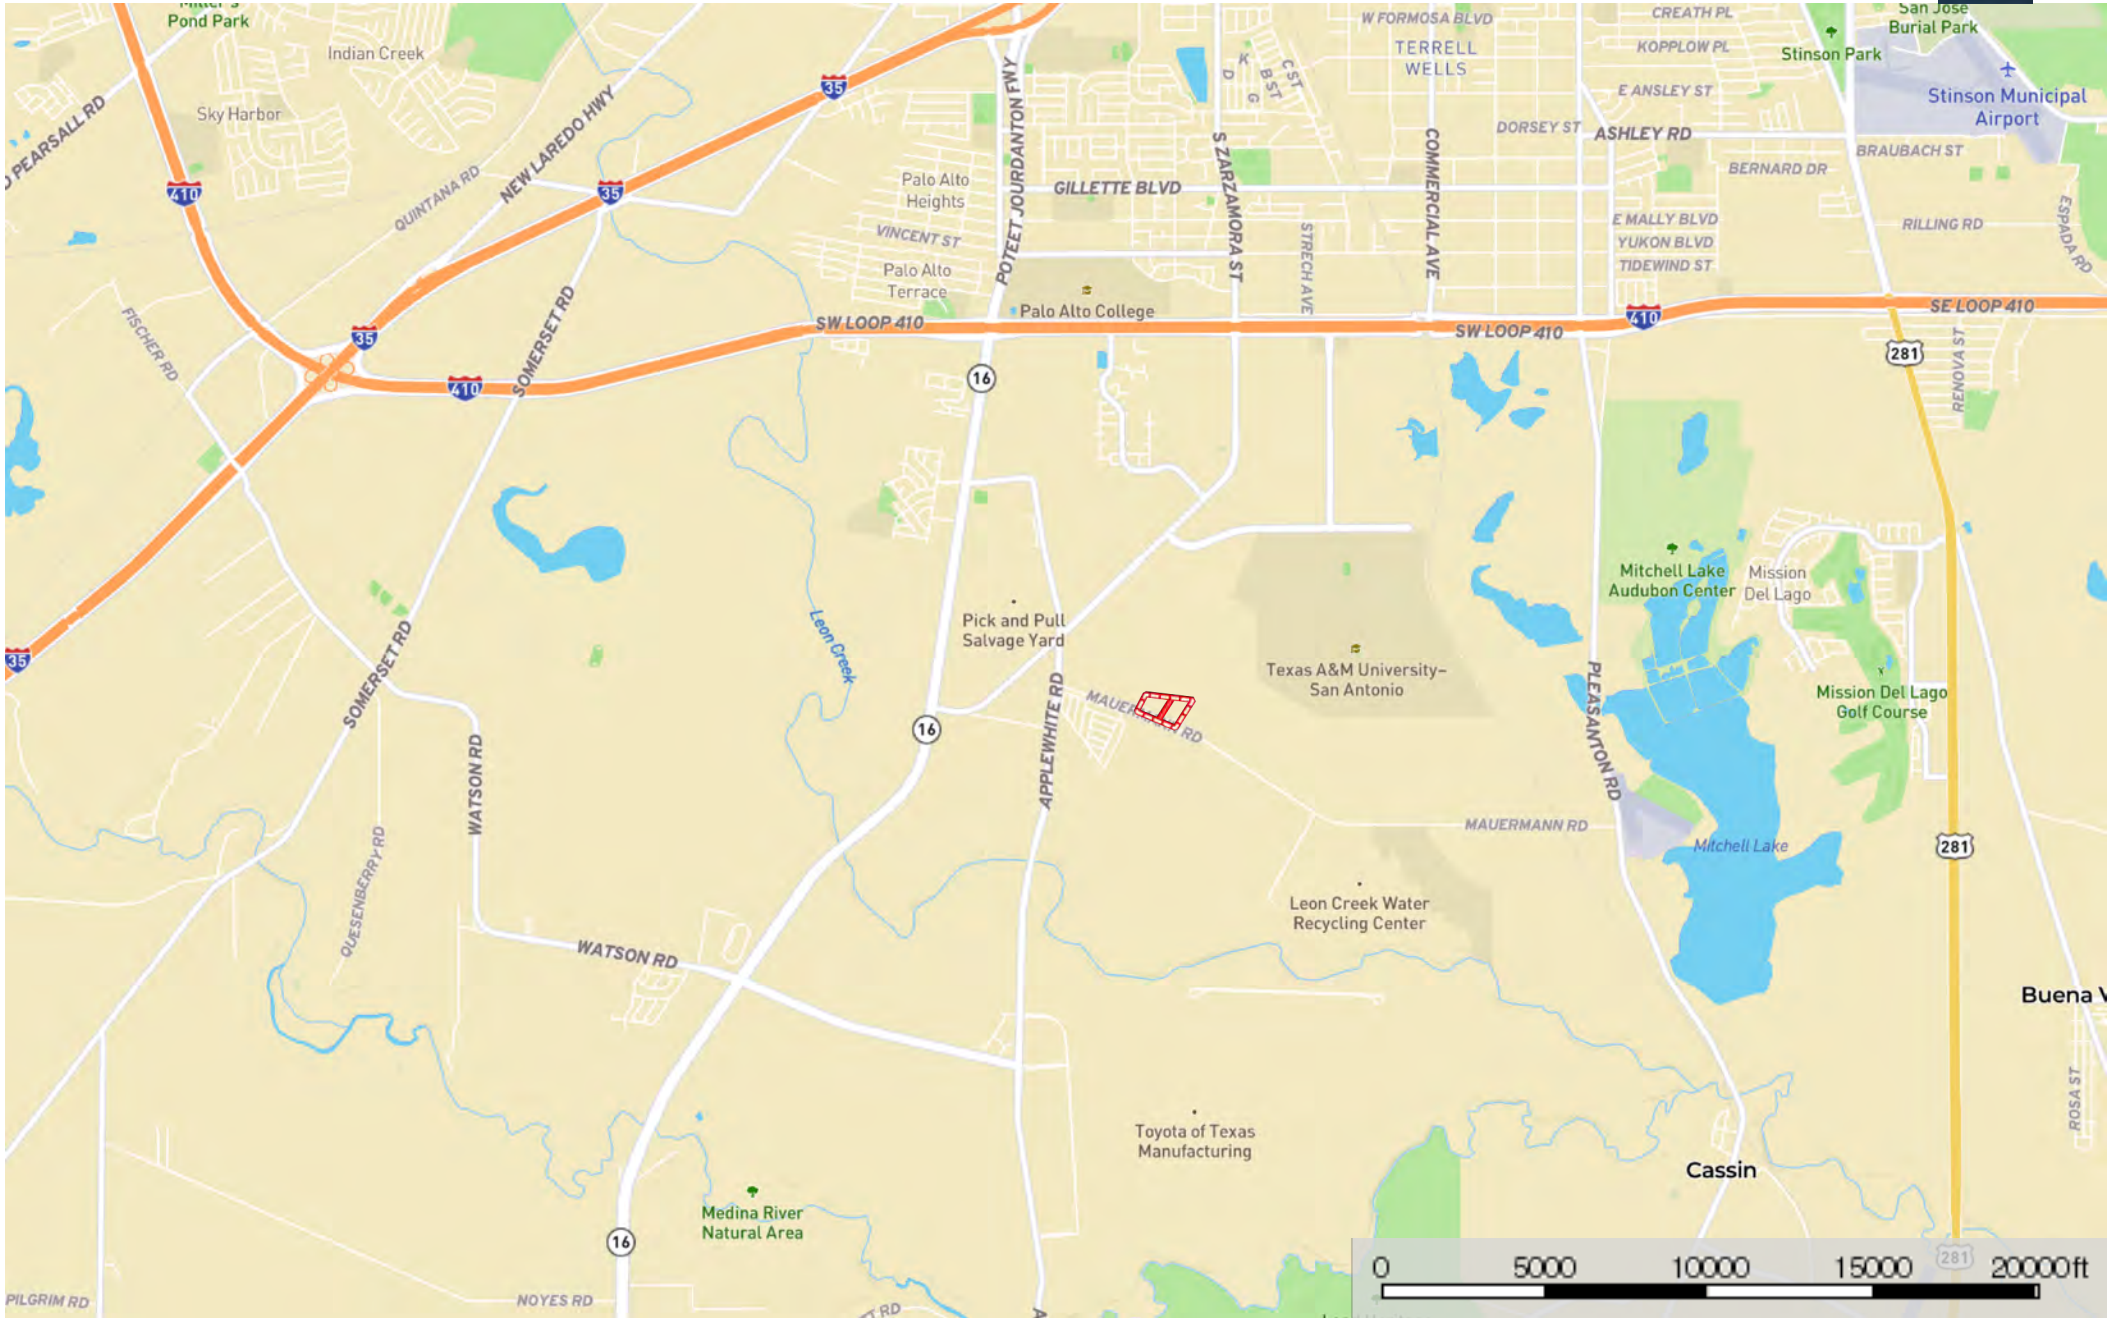 Miller's
Pond Park
Indian Creek
Sky Harbor
PEARSALL RD
410
QUINTANA RD
NEW LAREDO HWY
35
35
POTEET JOURDANTON FWY
Palo Alto
Heights
VINCENT ST
Palo Alto
Terrace
GILLETTE BLVD
D
K
G
B ST
C ST
S ZARZAMORA ST
STRECH AVE
W FORMOSA BLVD
TERRELL
WELLS
COMMERCIAL AVE
DORSEY ST
ASHLEY RD
CREATH PL
KOPPLOW PL
E ANSLEY ST
Stinson Park
San Jose
Burial Park
Stinson Municipal
Airport
BRAUBACH ST
BERNARD DR
E MALLY BLVD
YUKON BLVD
TIDEWIND ST
RILLING RD
ESPADA RD
Palo Alto College
SW LOOP 410
SW LOOP 410
410
SE LOOP 410
281
RENOVA ST
FISCHER RD
35
410
SOMERSET RD
16
35
SOMERSET RD
Leon Creek
Pick and Pull
Salvage Yard
Texas A&M University–
San Antonio
Mitchell Lake
Audubon Center
Mission
Del Lago
Mission Del Lago
Golf Course
PLEASANTON RD
MAUERMANN RD
APPLEWHITE RD
16
WATSON RD
QUESENBERRY RD
MAUERMANN RD
Mitchell Lake
281
Leon Creek Water
Recycling Center
WATSON RD
Buena V
ROSA ST
Toyota of Texas
Manufacturing
Cassin
Medina River
Natural Area
16
281
PILGRIM RD
NOYES RD
RD
0 5000 10000 15000 20000 ft